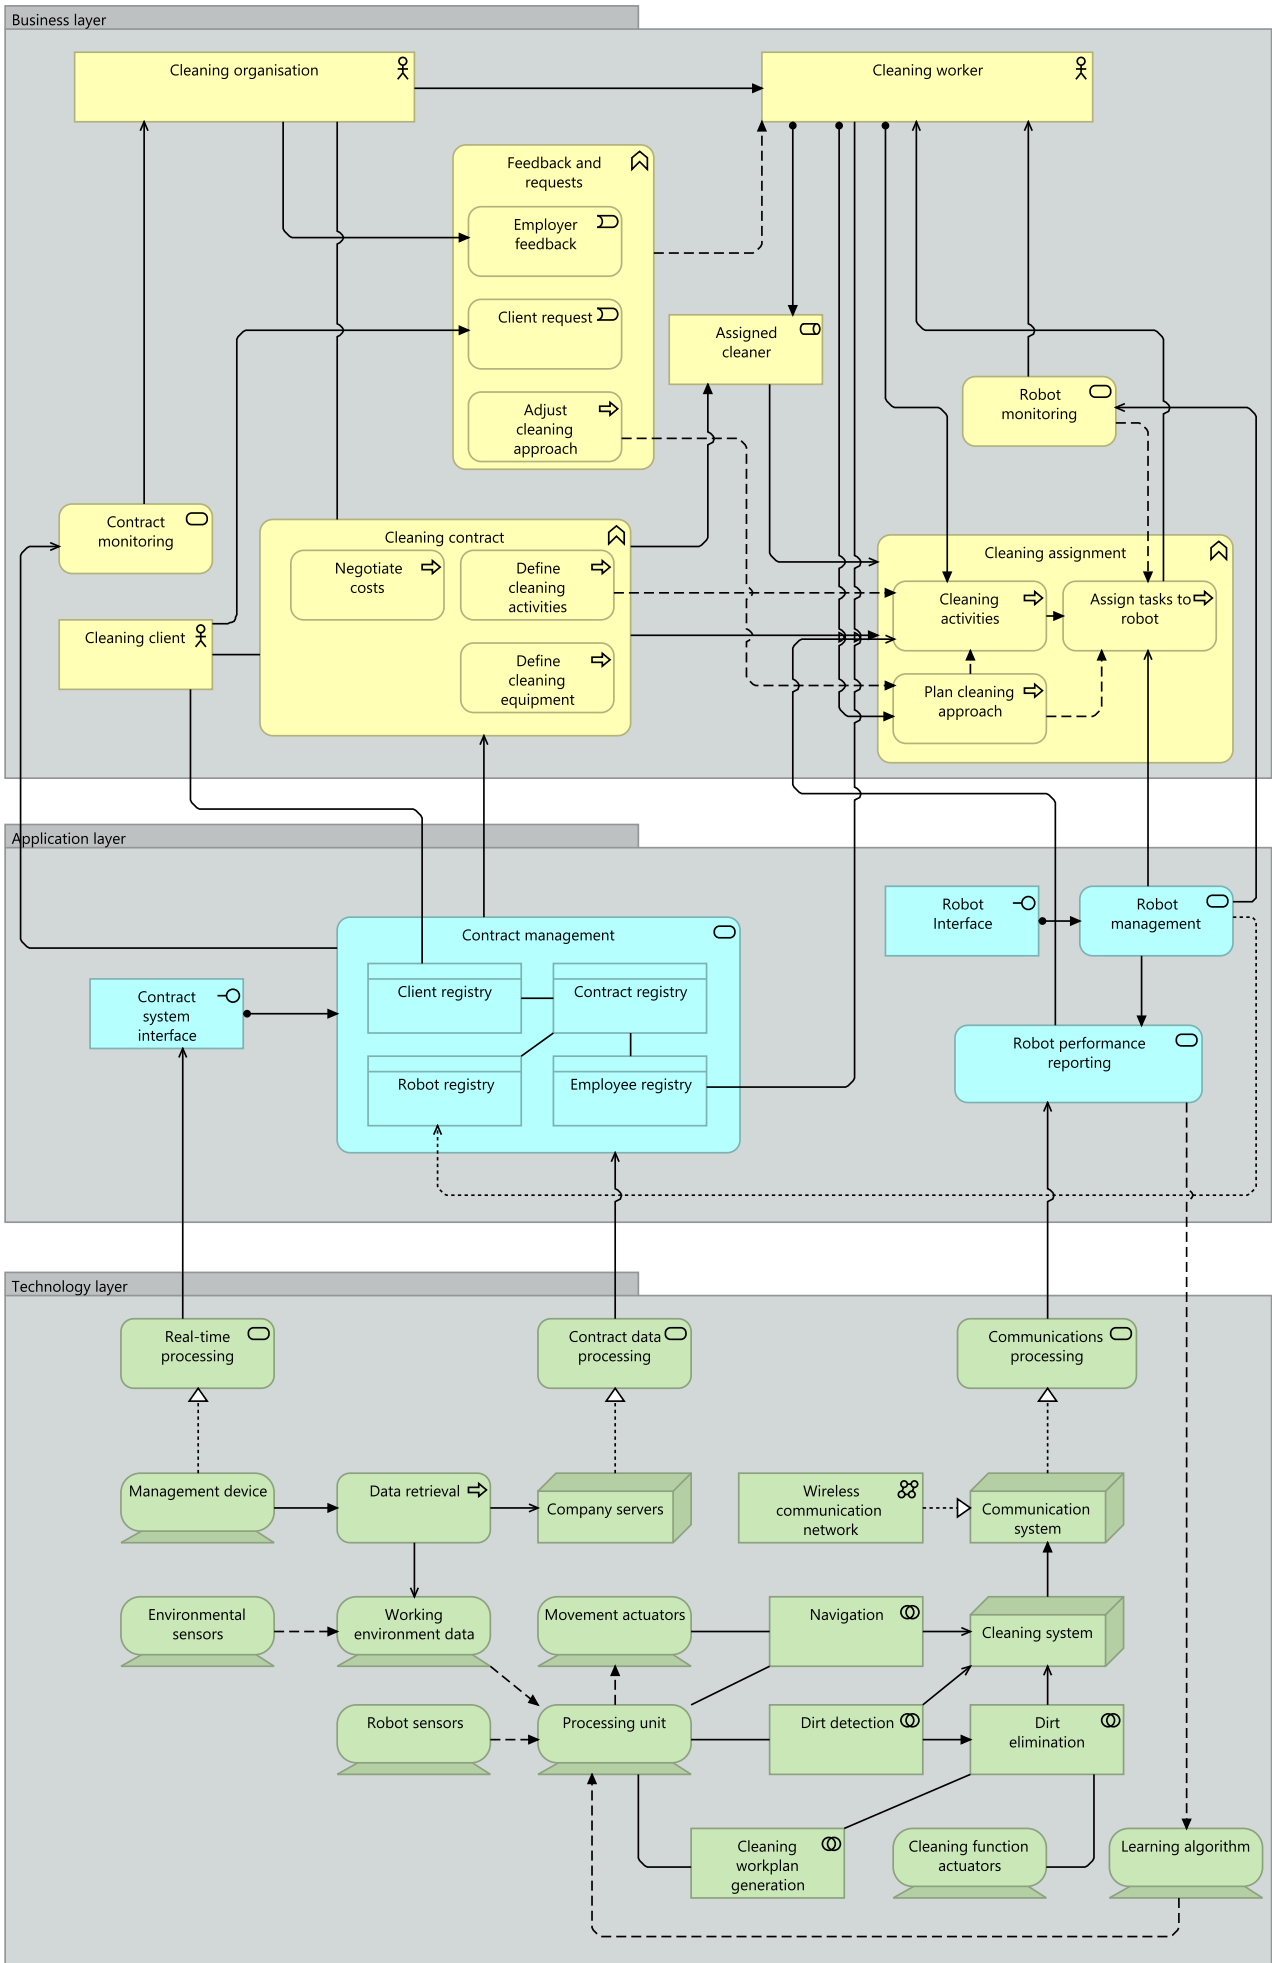 Business layer
Cleaning organisation
Cleaning worker
Feedback and
requests
Employer
feedback
Client request
Adjust
cleaning
approach
Assigned
cleaner
Robot
monitoring
Contract
monitoring
Cleaning client
Cleaning contract
Negotiate
costs
Define
cleaning
activities
Define
cleaning
equipment
Cleaning assignment
Cleaning
activities
Assign tasks to
robot
Plan cleaning
approach
Application layer
Contract
system
interface
Contract management
Client registry
Contract registry
Robot registry
Employee registry
Robot
Interface
Robot
management
Robot performance
reporting
Technology layer
Real-time
processing
Contract data
processing
Communications
processing
Management device
Data retrieval
Company servers
Wireless
communication
network
Communication
system
Environmental
sensors
Working
environment data
Movement actuators
Navigation
Cleaning system
Robot sensors
Processing unit
Dirt detection
Dirt
elimination
Cleaning
workplan
generation
Cleaning function
actuators
Learning algorithm